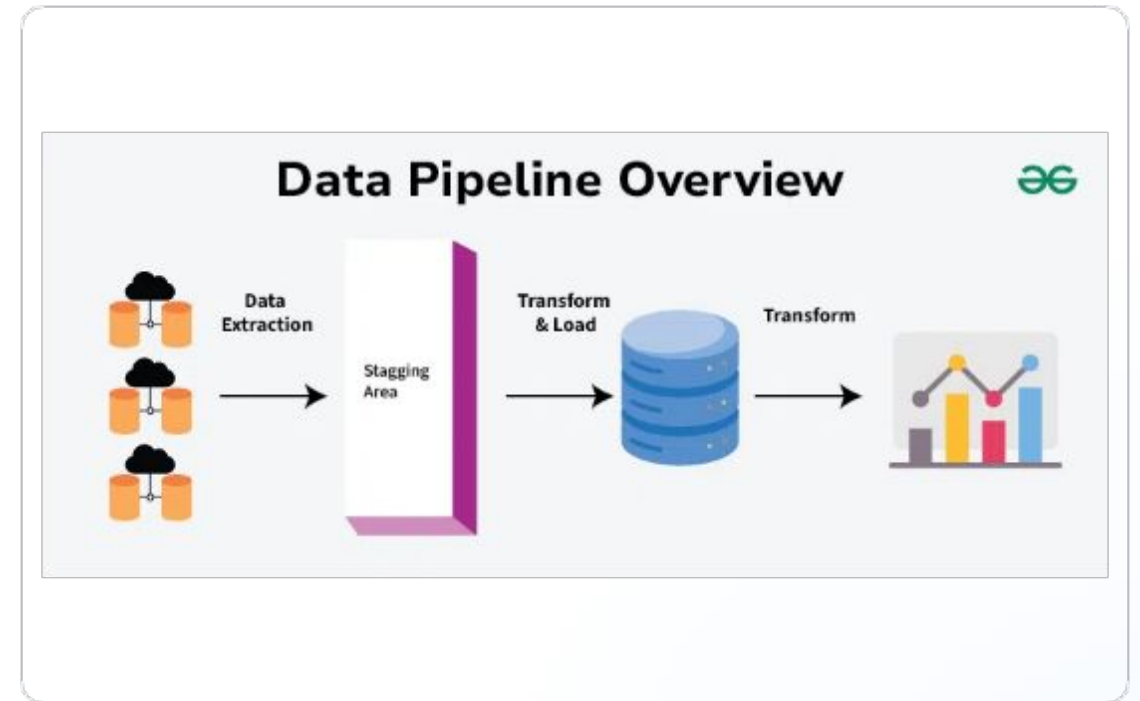 Data Pipeline Overview
Data
Extraction
Stagging
Area
Transform
& Load
Transform